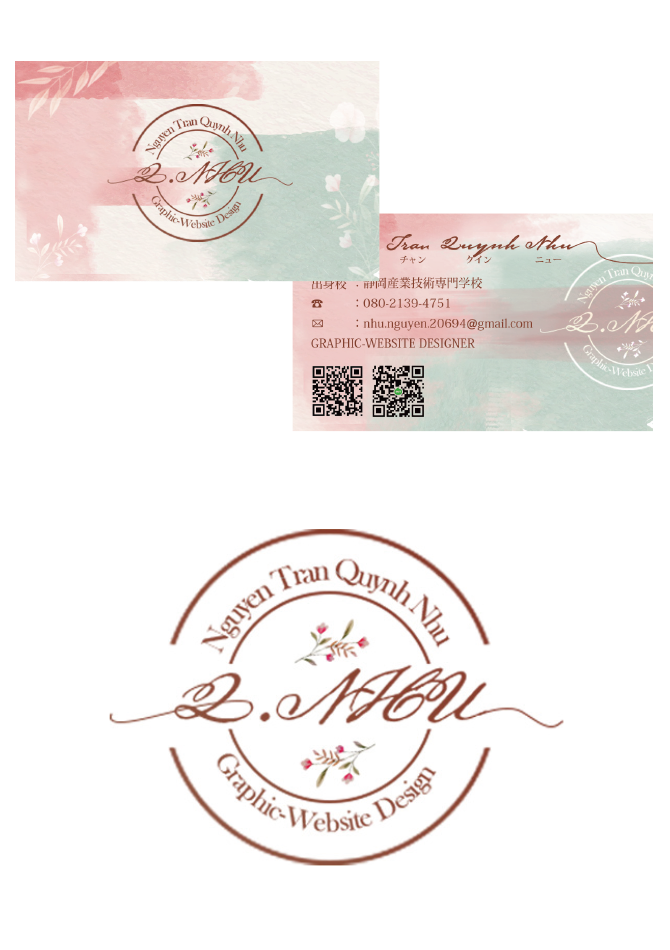 Nguyen Tran Quynh Nhu
Q.NHU
Graphic-Website Design
Tran Quynh Nhu
チャン クイン ニュー
出身校 :静岡産業技術専門学校
☎ :080-2139-4751
✉ :nhu.nguyen.20694@gmail.com
GRAPHIC-WEBSITE DESIGNER
Nguyen Tran Quynh
Q.NH
Graphic-Website
Nguyen Tran Quynh Nhu
Q.NHU
Graphic-Website Design